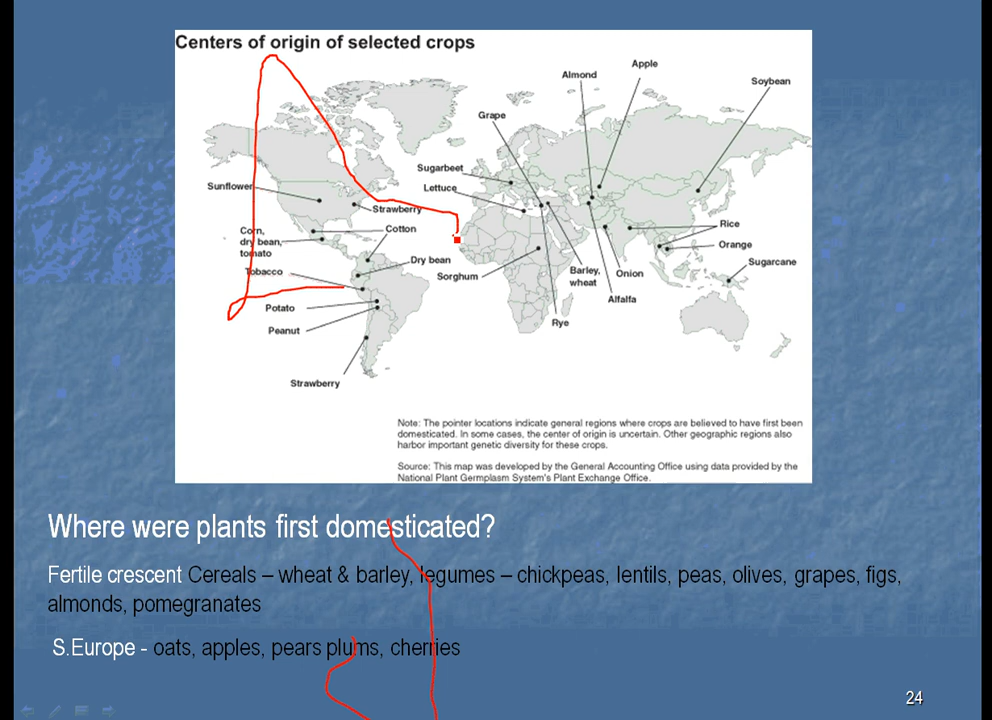 Centers of origin of selected crops
Apple
Almond
Soybean
Grape
Sugarbeet
Lettuce
Sunflower
Strawberry
Corn,
dry bean,
tomato
Cotton
Rice
Orange
Dry bean
Sugarcane
Tobacco
Sorghum
Barley,
wheat
Onion
Alfalfa
Potato
Rye
Peanut
Strawberry
Note: The pointer locations indicate general regions where crops are believed to have first been
domesticated. In some cases, the center of origin is uncertain. Other geographic regions also
harbor important genetic diversity for these crops.
Source: This map was developed by the General Accounting Office using data provided by the
National Plant Germplasm System's Plant Exchange Office.
Where were plants first domesticated?
Fertile crescent Cereals – wheat & barley, legumes – chickpeas, lentils, peas, olives, grapes, figs,
almonds, pomegranates
S.Europe - oats, apples, pears plums, cherries
24